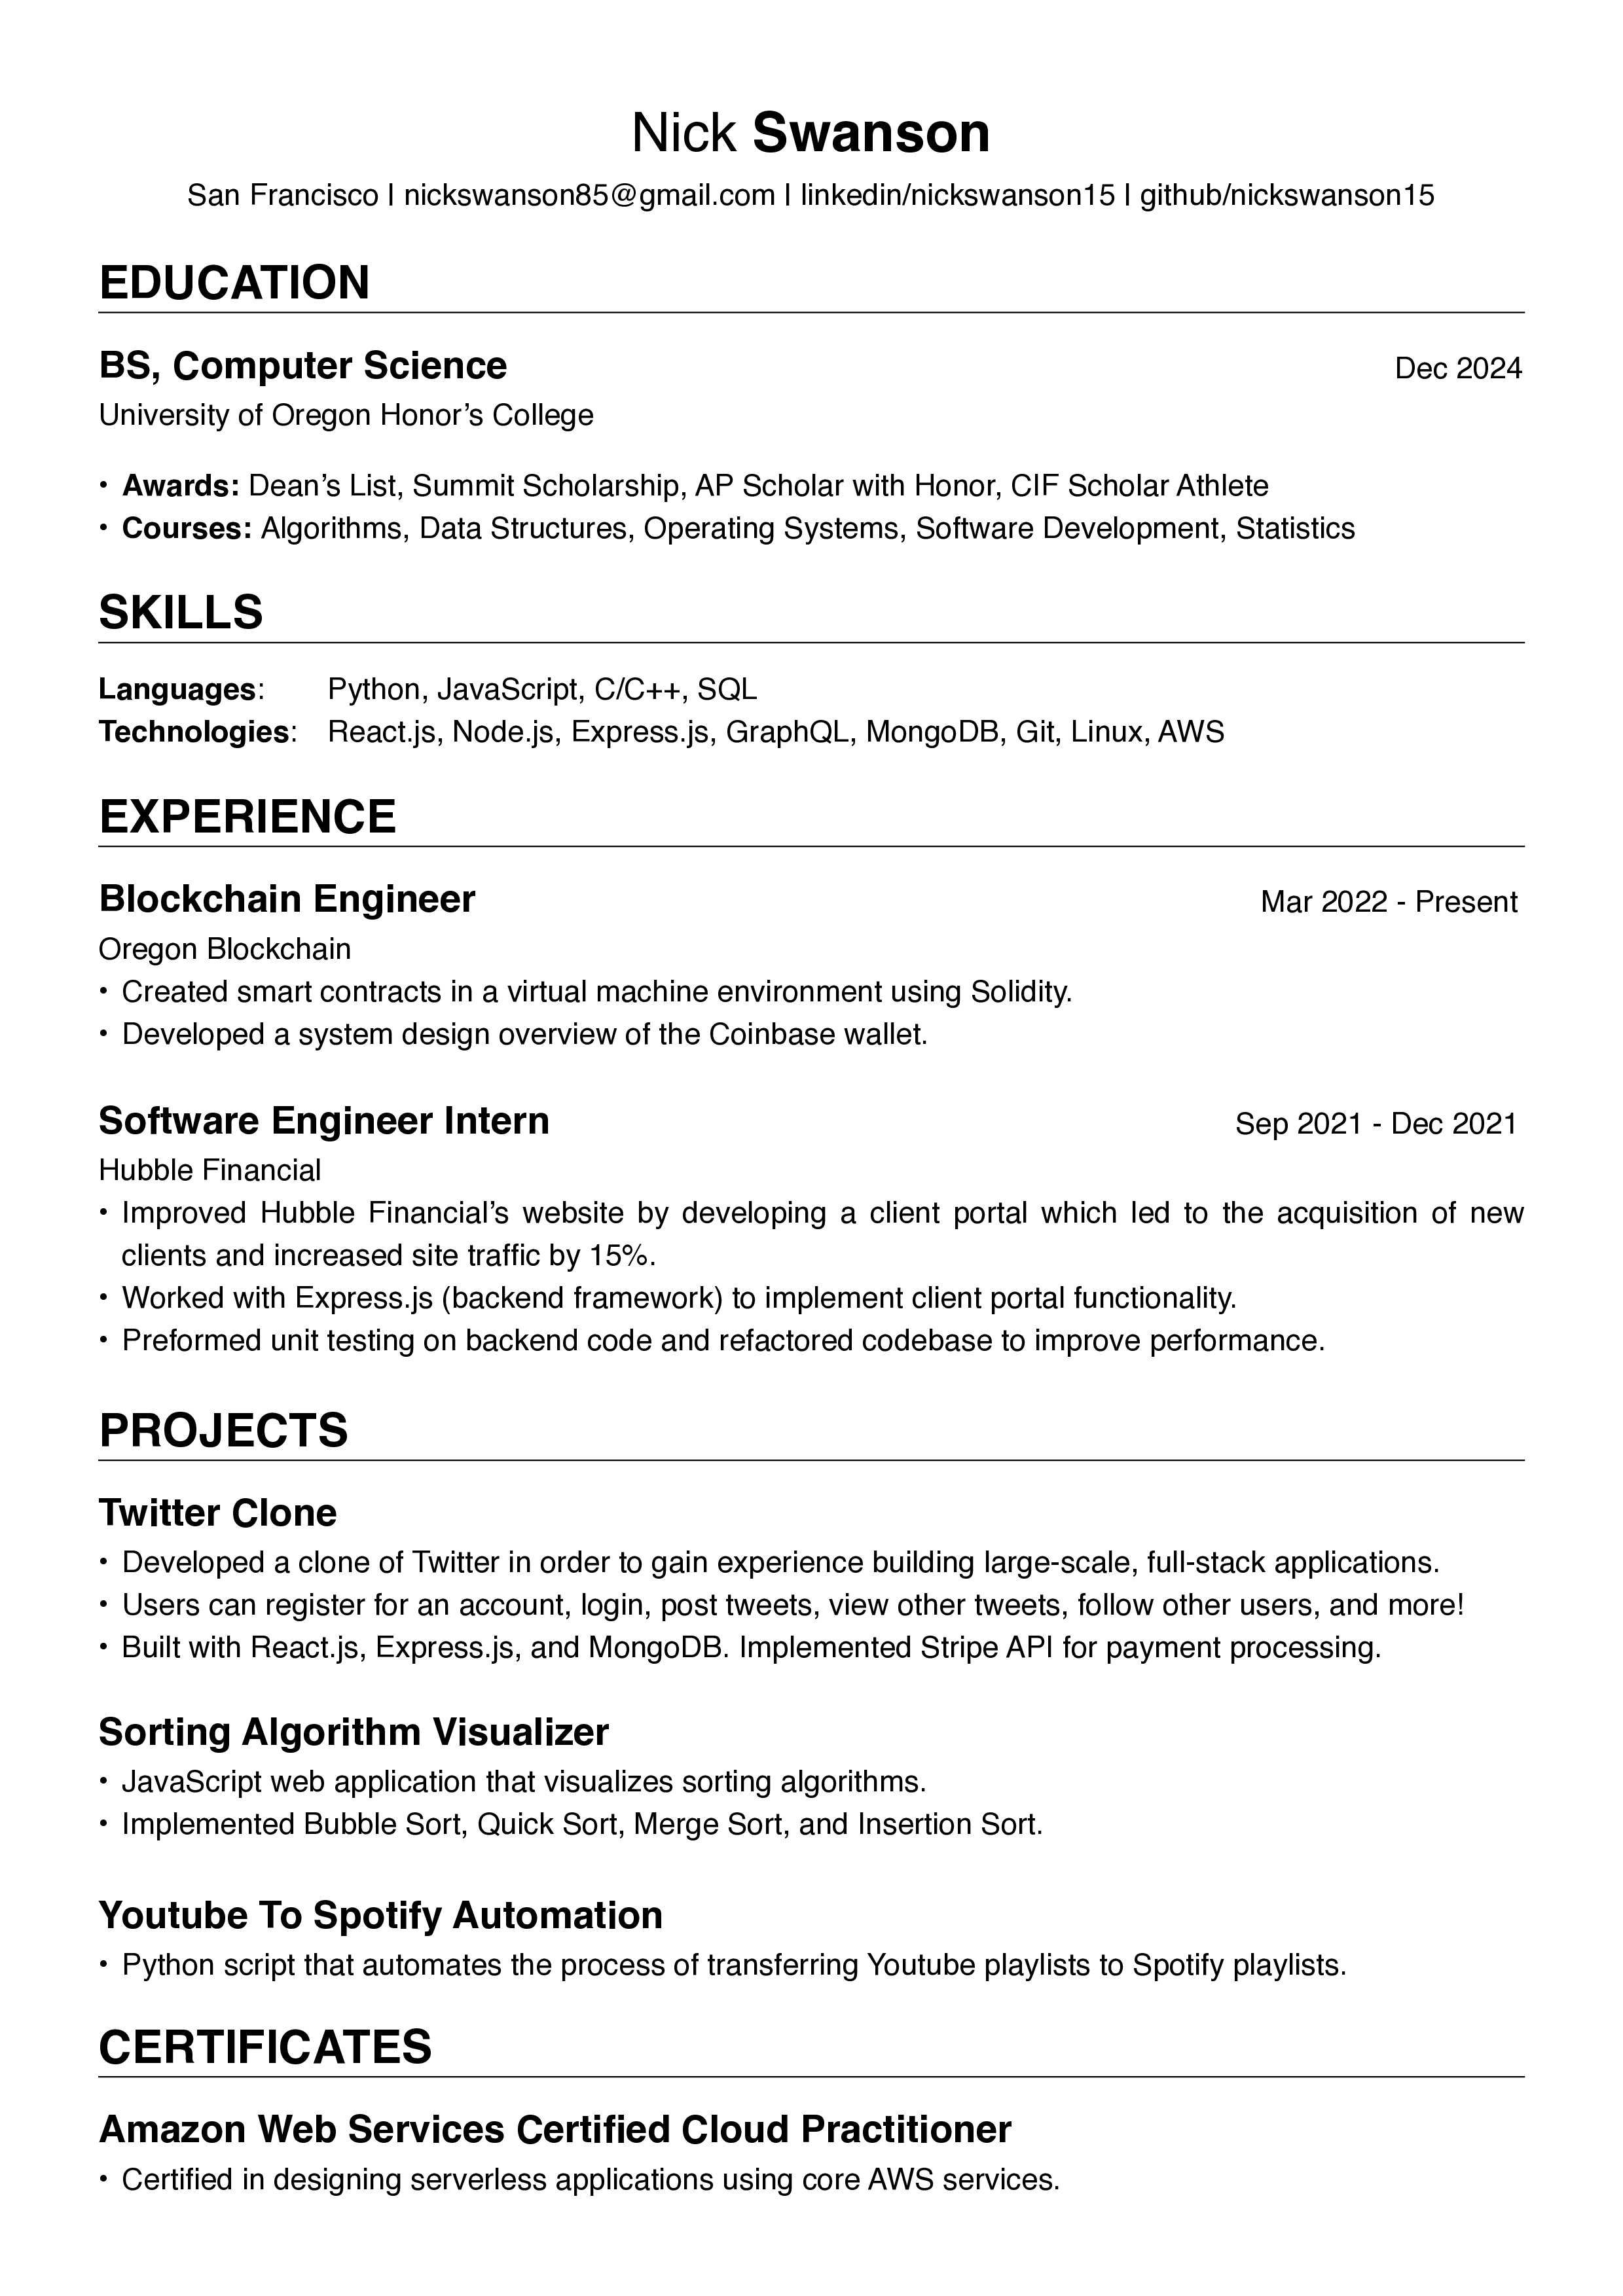 Nick Swanson
San Francisco | nickswanson85@gmail.com | linkedin/nickswanson15 | github/nickswanson15
EDUCATION
BS, Computer Science Dec 2024
University of Oregon Honor’s College
• Awards: Dean’s List, Summit Scholarship, AP Scholar with Honor, CIF Scholar Athlete
• Courses: Algorithms, Data Structures, Operating Systems, Software Development, Statistics
SKILLS
Languages: Python, JavaScript, C/C++, SQL
Technologies: React.js, Node.js, Express.js, GraphQL, MongoDB, Git, Linux, AWS
EXPERIENCE
Blockchain Engineer Mar 2022 - Present
Oregon Blockchain
• Created smart contracts in a virtual machine environment using Solidity.
• Developed a system design overview of the Coinbase wallet.
Software Engineer Intern Sep 2021 - Dec 2021
Hubble Financial
• Improved Hubble Financial’s website by developing a client portal which led to the acquisition of new
clients and increased site traffic by 15%.
• Worked with Express.js (backend framework) to implement client portal functionality.
• Preformed unit testing on backend code and refactored codebase to improve performance.
PROJECTS
Twitter Clone
• Developed a clone of Twitter in order to gain experience building large-scale, full-stack applications.
• Users can register for an account, login, post tweets, view other tweets, follow other users, and more!
• Built with React.js, Express.js, and MongoDB. Implemented Stripe API for payment processing.
Sorting Algorithm Visualizer
• JavaScript web application that visualizes sorting algorithms.
• Implemented Bubble Sort, Quick Sort, Merge Sort, and Insertion Sort.
Youtube To Spotify Automation
• Python script that automates the process of transferring Youtube playlists to Spotify playlists.
CERTIFICATES
Amazon Web Services Certified Cloud Practitioner
• Certified in designing serverless applications using core AWS services.